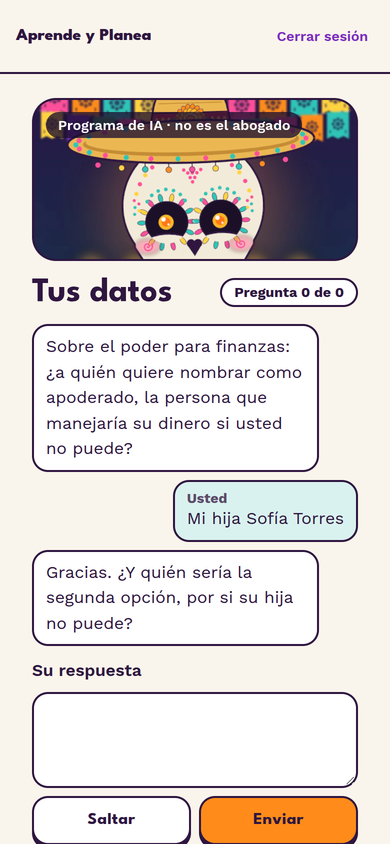 Aprende y Planea
Cerrar sesión
Programa de IA · no es el abogado
Tus datos
Pregunta 0 de 0
Sobre el poder para finanzas:
¿a quién quiere nombrar como
apoderado, la persona que
manejaría su dinero si usted
no puede?
Usted
Mi hija Sofía Torres
Gracias. ¿Y quién sería la
segunda opción, por si su hija
no puede?
Su respuesta
Saltar
Enviar